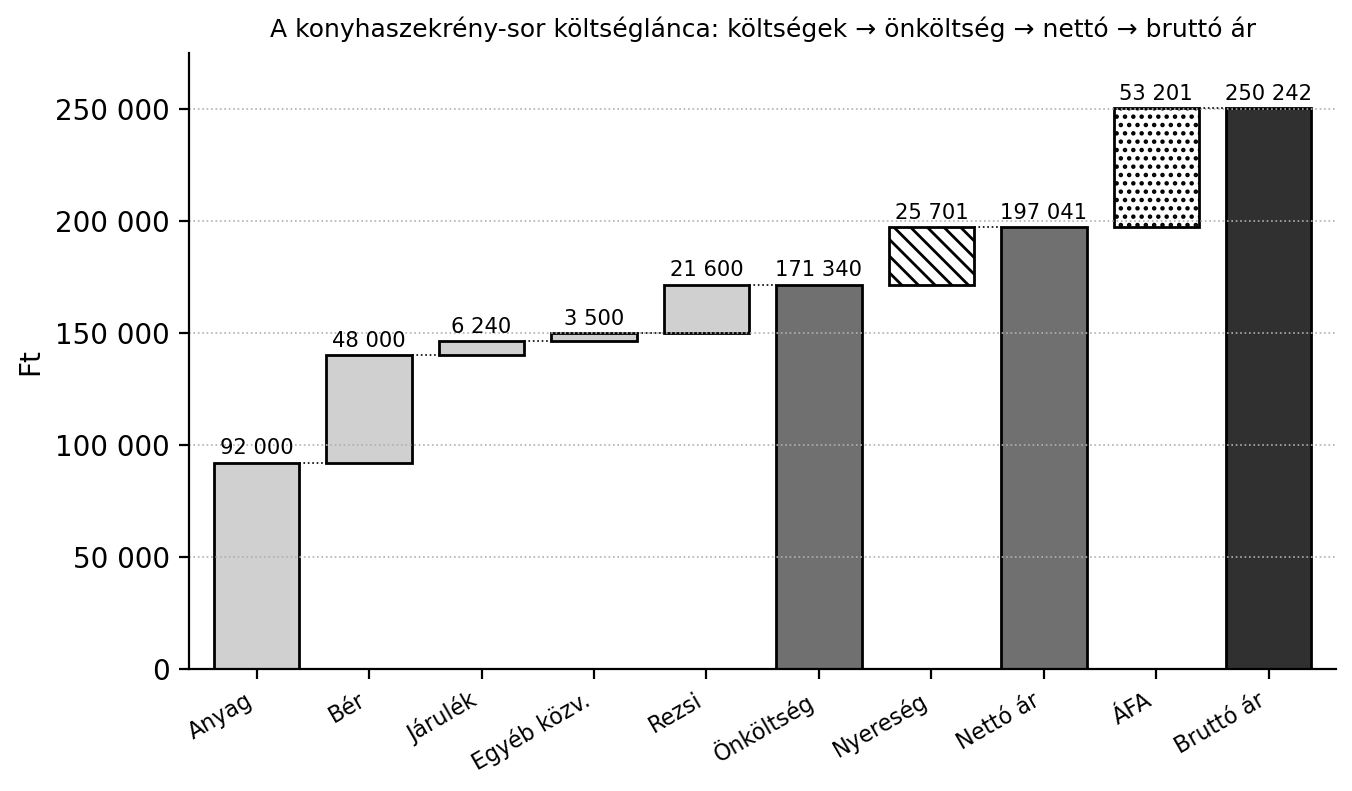 A konyhaszekrény-sor költséglánca: költségek → önköltség → nettó → bruttó ár
Ft
250 000
200 000
150 000
100 000
50 000
0
92 000
48 000
6 240
3 500
21 600
171 340
25 701
197 041
53 201
250 242
Anyag
Bér
Járulék
Egyéb közv.
Rezsi
Önköltség
Nyereség
Nettó ár
ÁFA
Bruttó ár